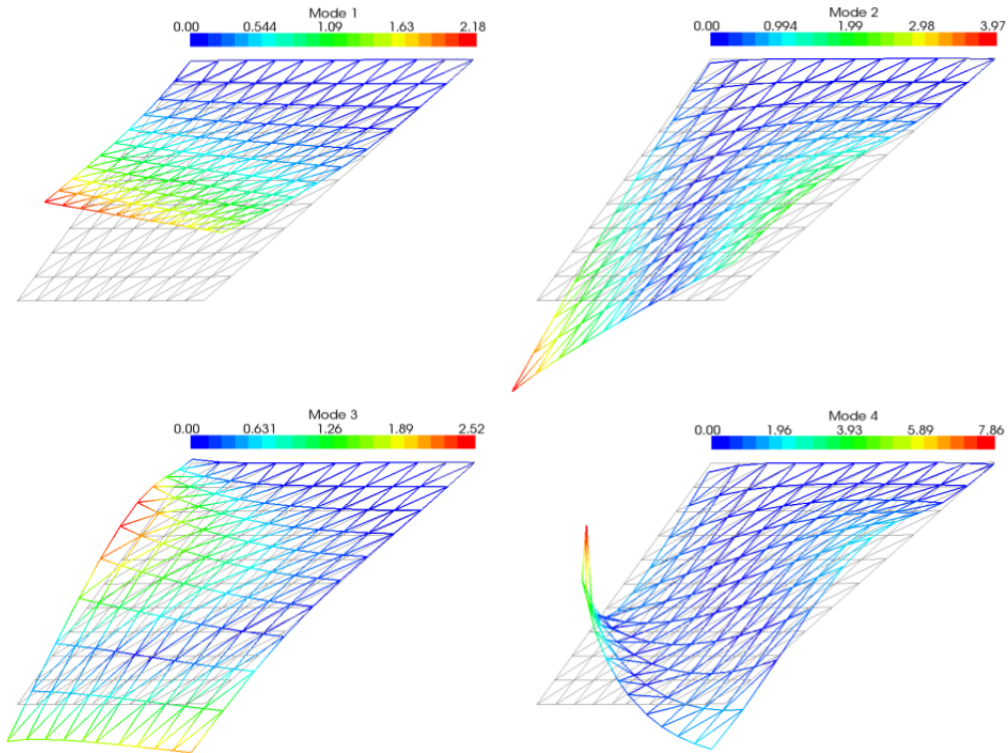 Mode 1
0.00 0.544 1.09 1.63 2.18
Mode 2
0.00 0.994 1.99 2.98 3.97
Mode 3
0.00 0.631 1.26 1.89 2.52
Mode 4
0.00 1.96 3.93 5.89 7.86